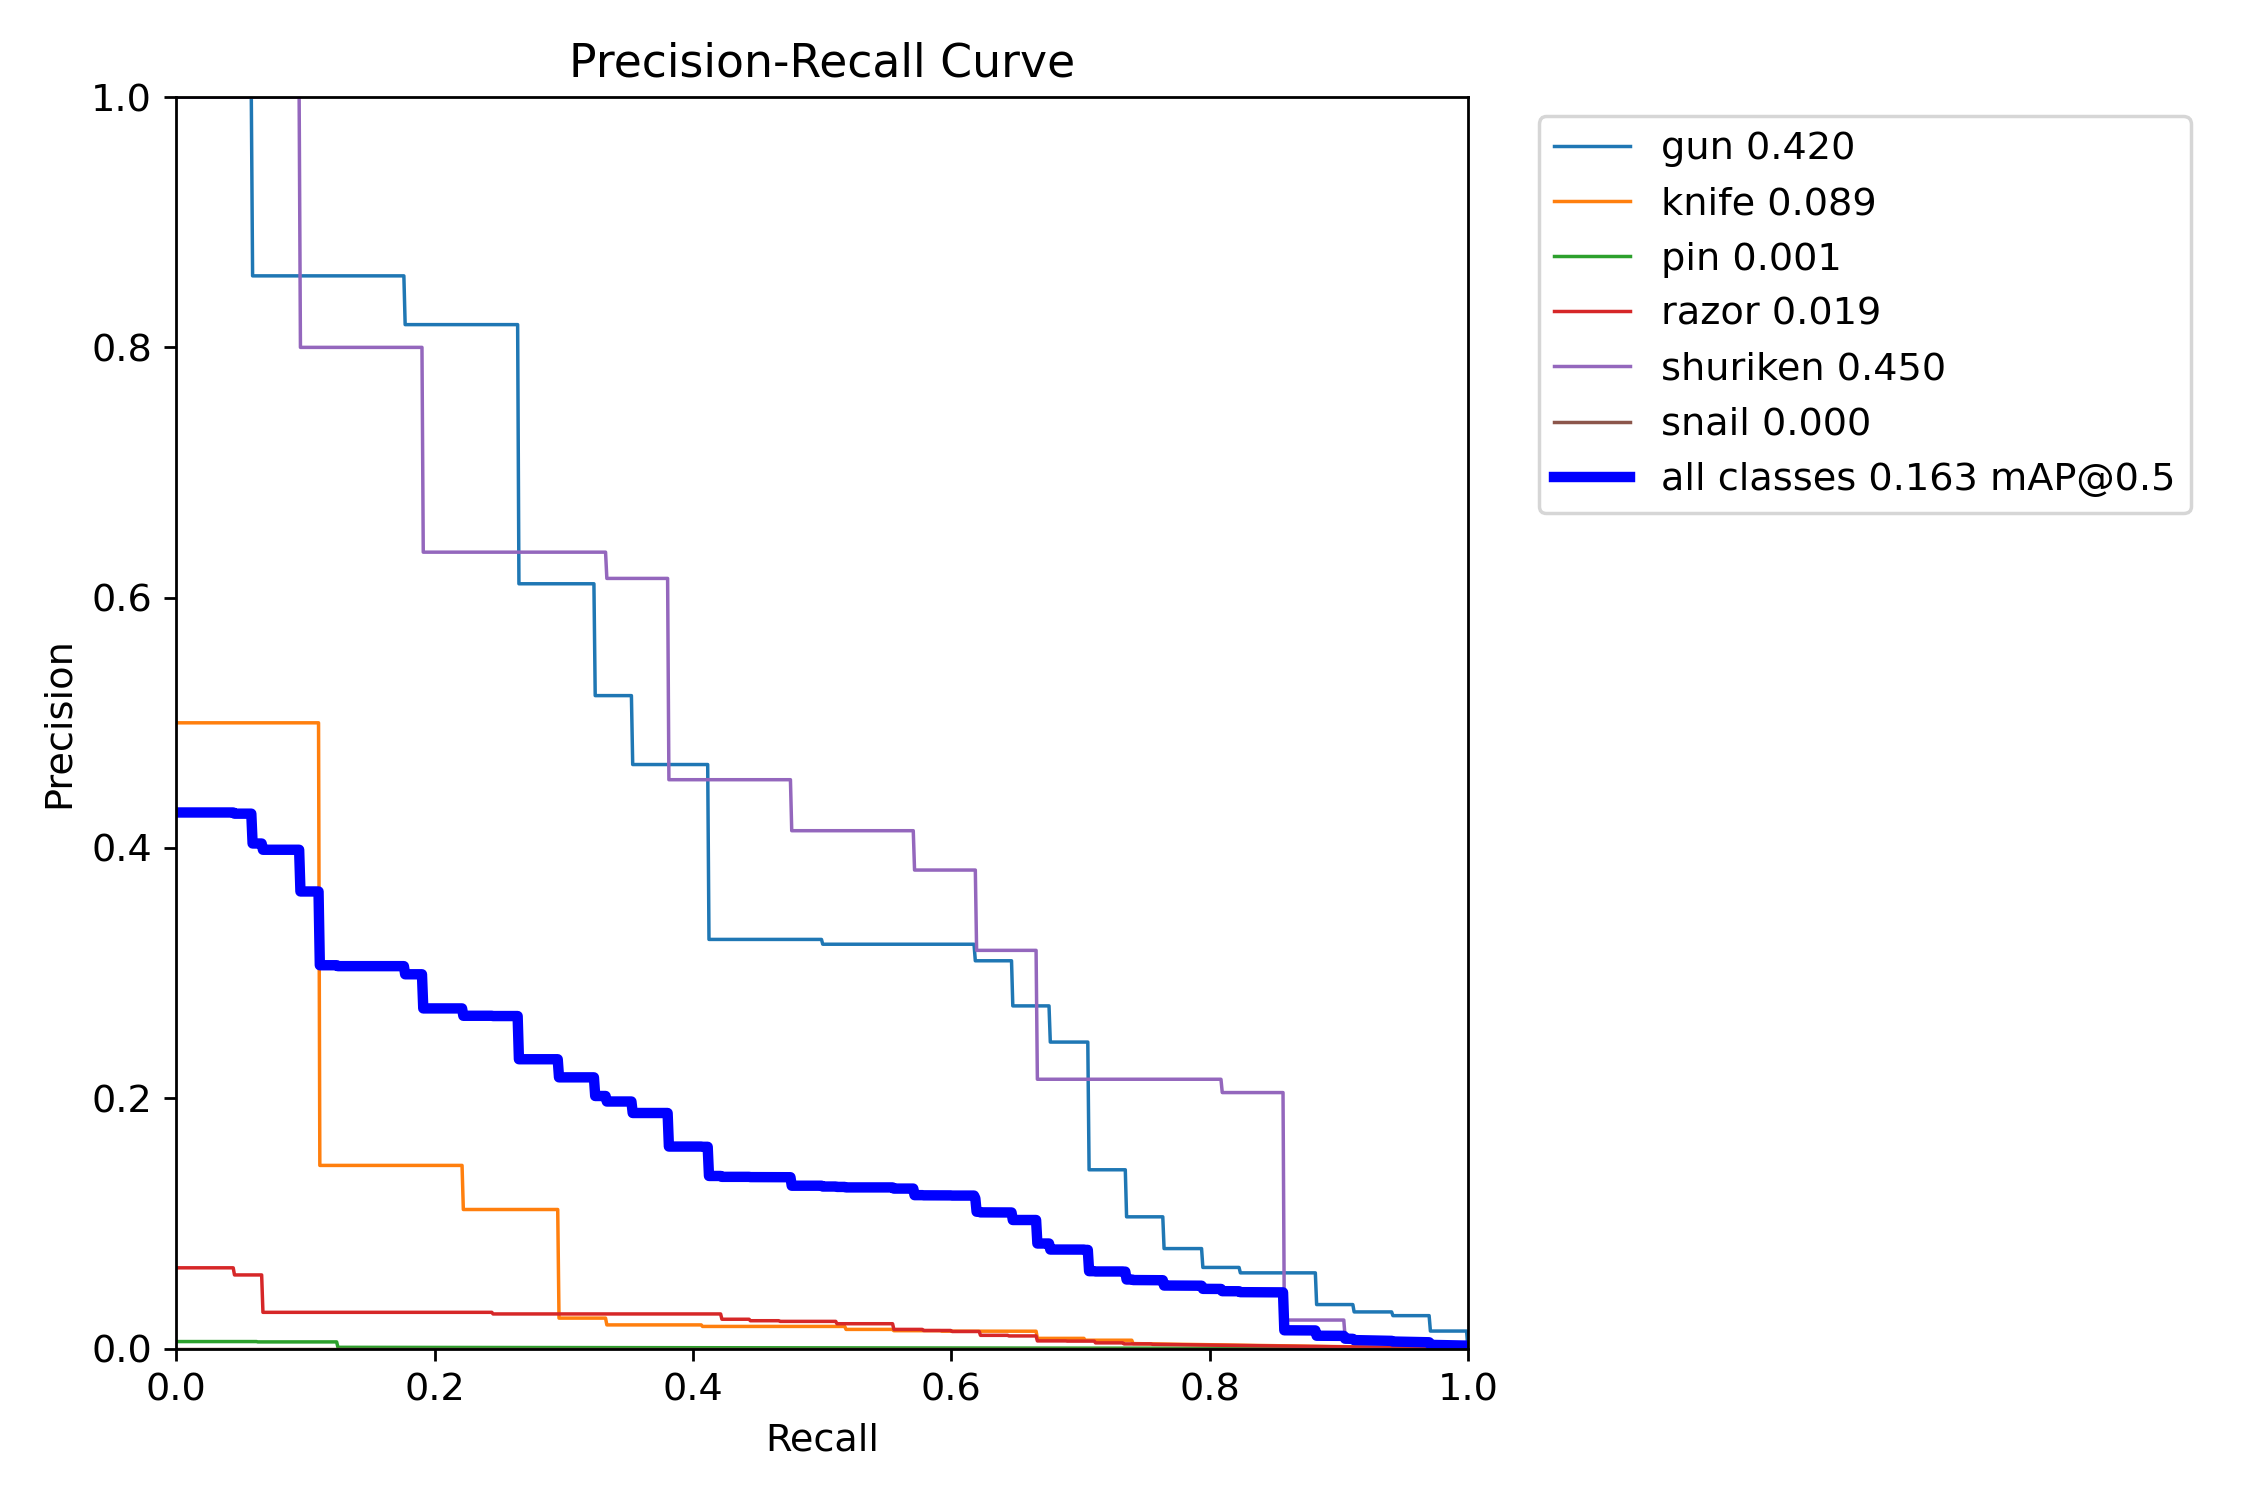 Precision-Recall Curve
1.0
0.8
0.6
0.4
0.2
0.0
Precision
0.0 0.2 0.4 0.6 0.8 1.0
Recall
gun 0.420
knife 0.089
pin 0.001
razor 0.019
shuriken 0.450
snail 0.000
all classes 0.163 mAP@0.5